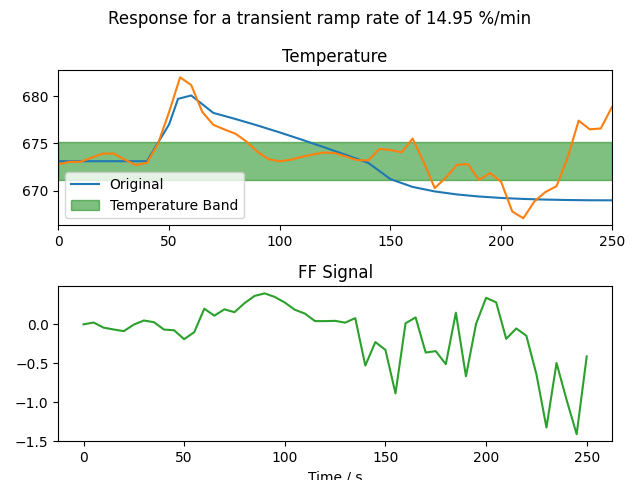 Response for a transient ramp rate of 14.95 %/min
Temperature
680
675
670
Original
Temperature Band
0 50 100 150 200 250
FF Signal
0.0
−0.5
−1.0
−1.5
0 50 100 150 200 250
Time / s